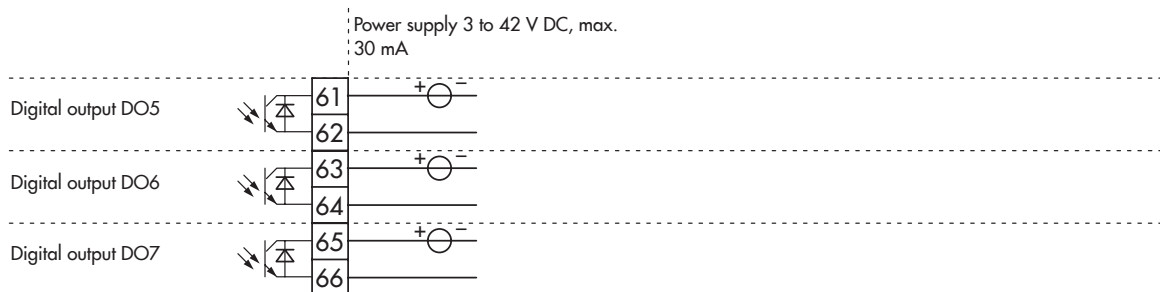 Power supply 3 to 42 V DC, max.
30 mA
Digital output DO5
61
+ −
62
Digital output DO6
63
+ −
64
Digital output DO7
65
+ −
66